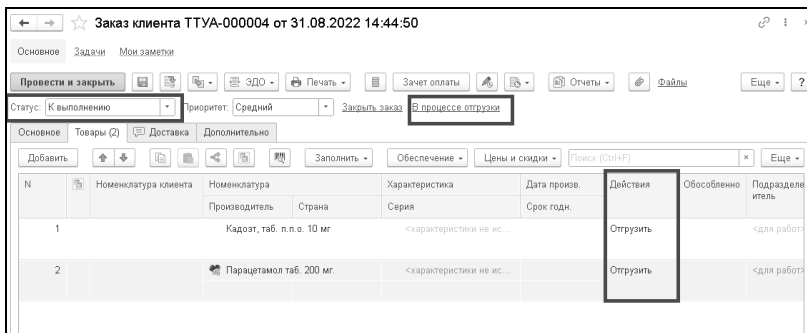 Заказ клиента ТТУА-000004 от 31.08.2022 14:44:50
Основное Задачи Мои заметки
Провести и закрыть ЭДО Печать Зачет оплаты Отчеты Файлы Еще ?
Статус: К выполнению Приоритет: Средний Закрыть заказ В процессе отгрузки
Основное Товары (2) Доставка Дополнительно
Добавить Заполнить Обеспечение Цены и скидки Поиск (Ctrl+F) × Еще
N Номенклатура клиента Номенклатура Характеристика Дата произв. Действия Обособленно Подразделе
итель
Производитель Страна Серия Срок годн.
1 Кадоэт, таб. п.п.о. 10 мг <характеристики не ис... Отгрузить <для работ
2 Парацетамол таб. 200 мг. <характеристики не ис... Отгрузить <для работ